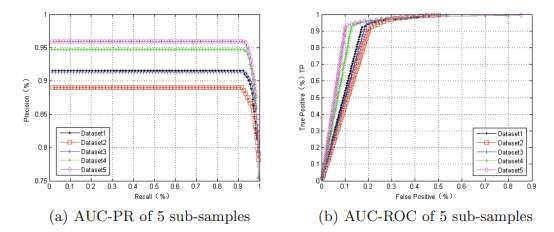 1
0.95
0.9
0.85
0.8
0.75
Precision (%)
0 0.1 0.2 0.3 0.4 0.5 0.6 0.7 0.8 0.9 1
Recall (%)
Dataset1
Dataset2
Dataset3
Dataset4
Dataset5
(a) AUC-PR of 5 sub-samples
1
0.9
0.8
0.7
0.6
0.5
0.4
0.3
0.2
0.1
0
True Positive (%) TP
0 0.1 0.2 0.3 0.4 0.5 0.6 0.7 0.8 0.9
False Positive (%)
Dataset1
Dataset2
Dataset3
Dataset4
Dataset5
(b) AUC-ROC of 5 sub-samples